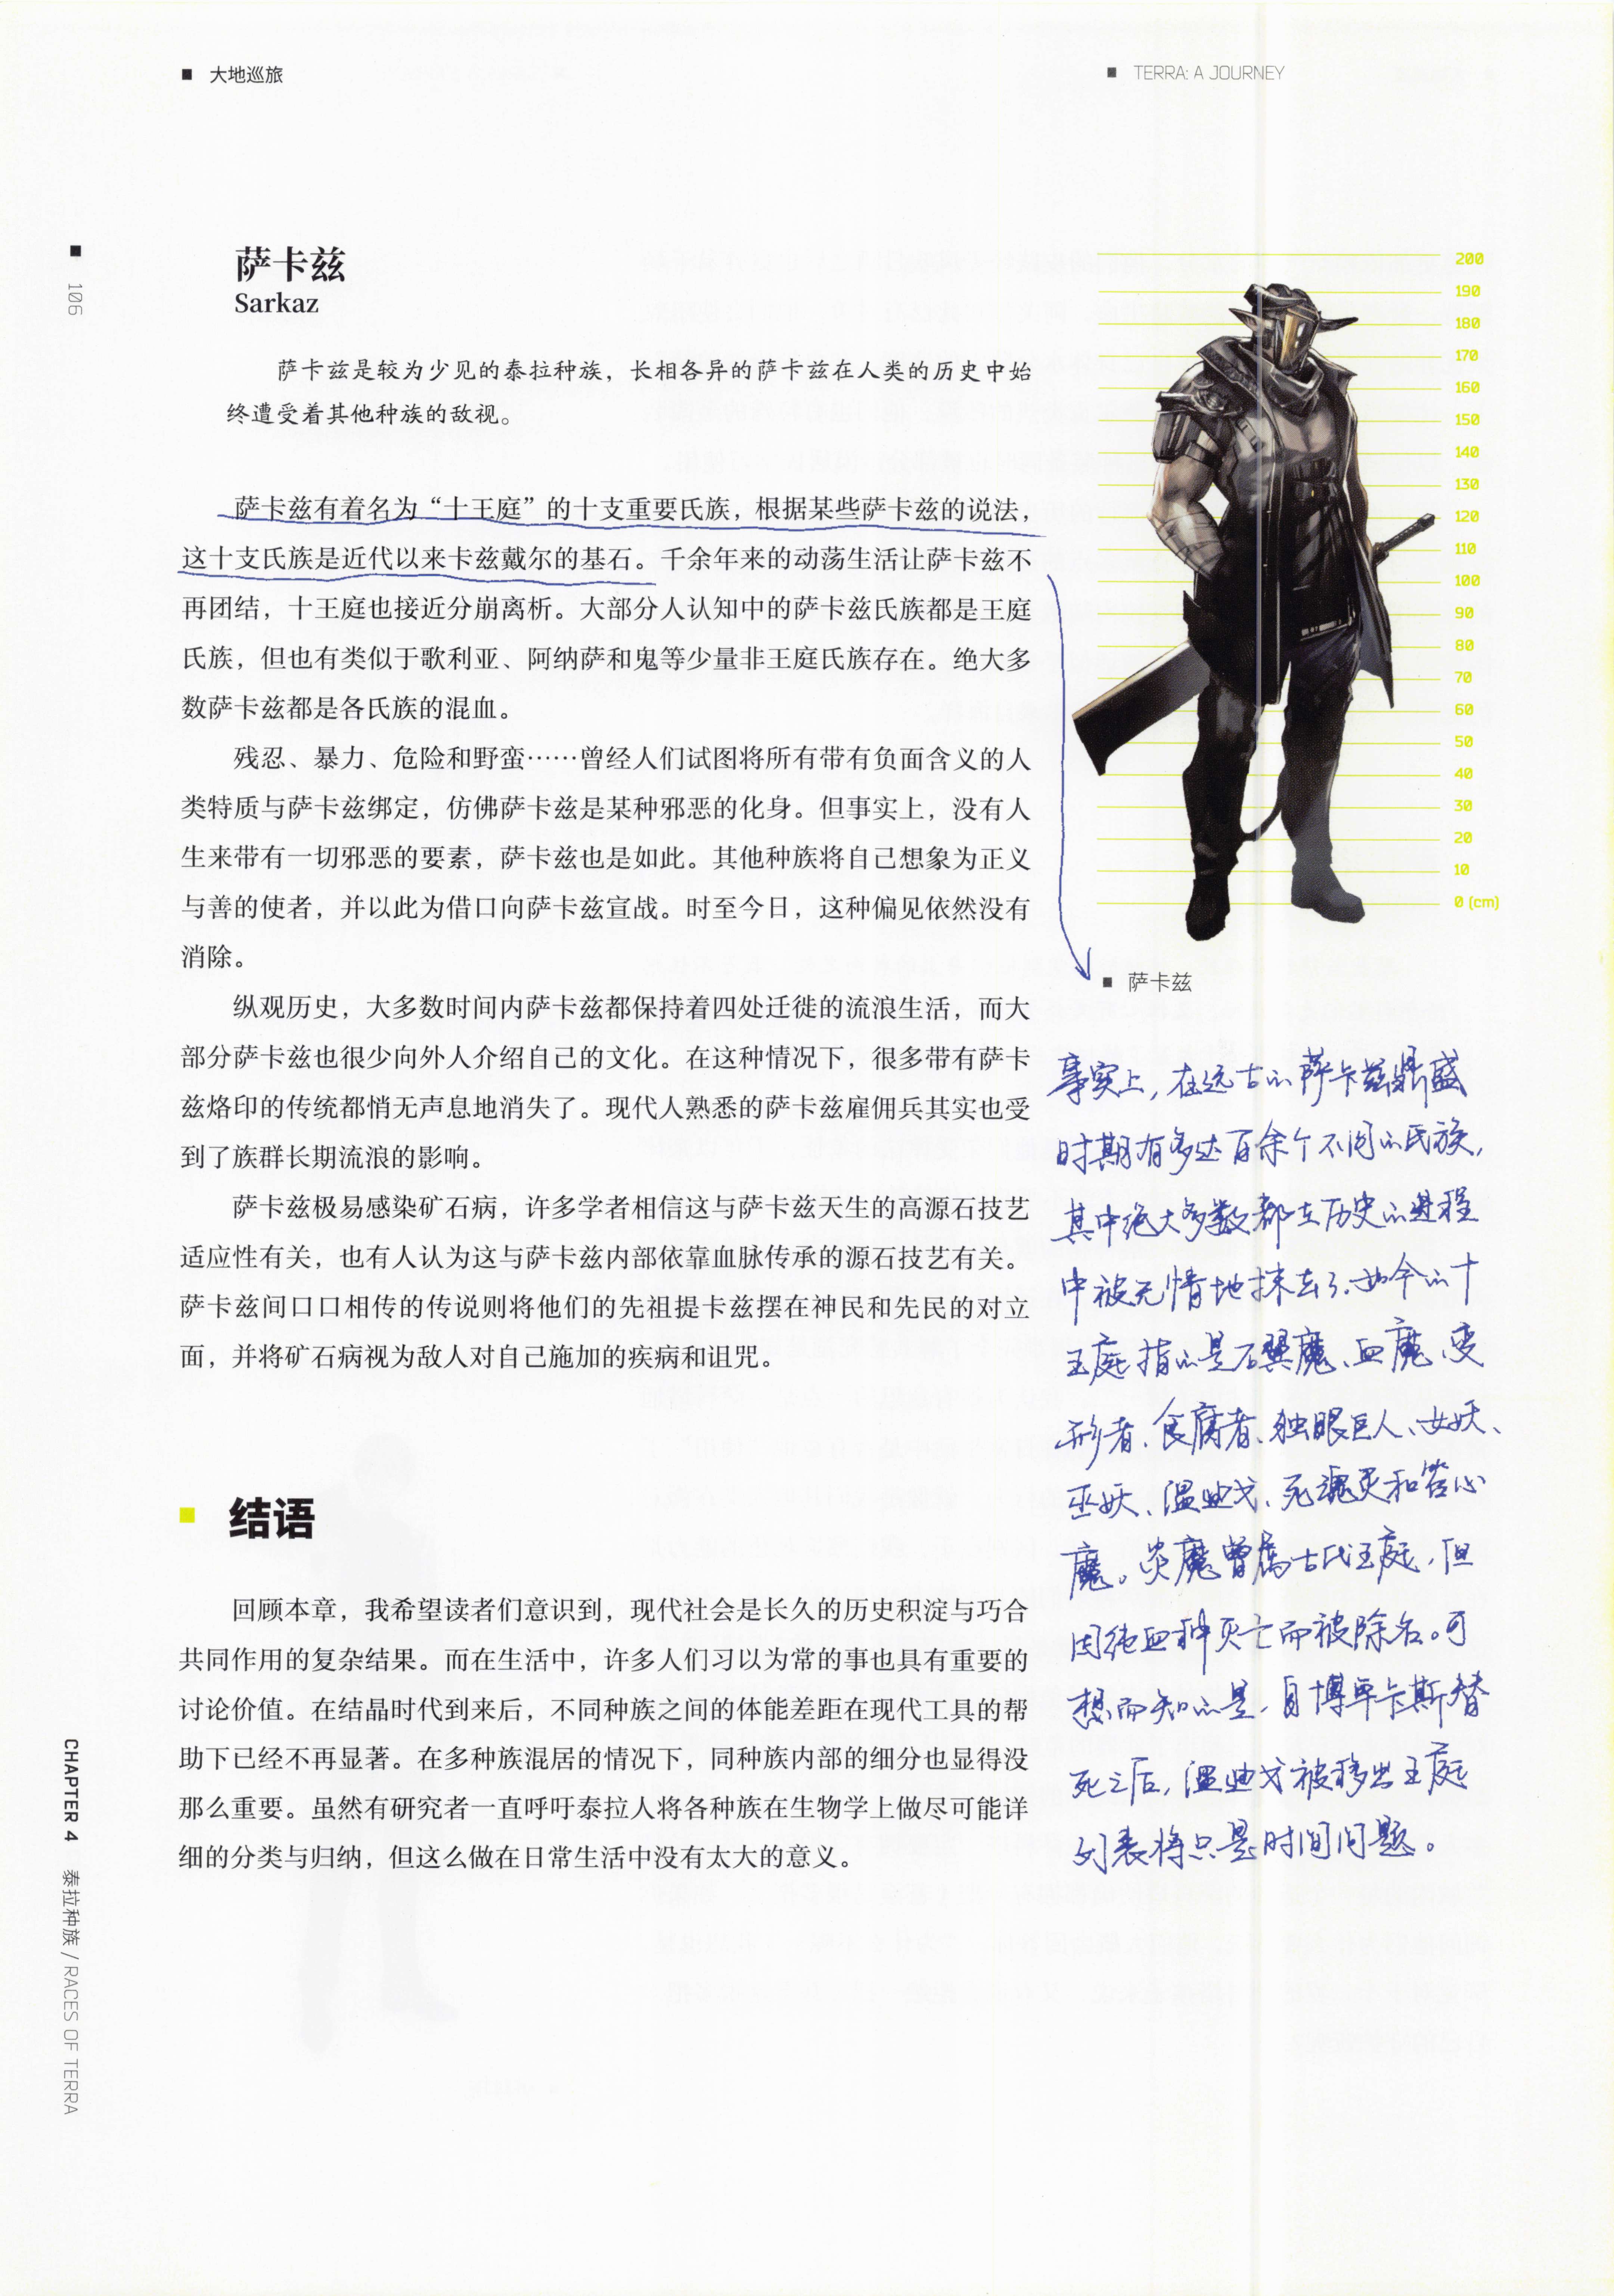 大地巡旅
TERRA: A JOURNEY
106
萨卡兹
Sarkaz
萨卡兹是较为少见的泰拉种族，长相各异的萨卡兹在人类的历史中始
终遭受着其他种族的敌视。
萨卡兹有着名为“十王庭”的十支重要氏族，根据某些萨卡兹的说法，
这十支氏族是近代以来卡兹戴尔的基石。千余年来的动荡生活让萨卡兹不
再团结，十王庭也接近分崩离析。大部分人认知中的萨卡兹氏族都是王庭
氏族，但也有类似于歌利亚、阿纳萨和鬼等少量非王庭氏族存在。绝大多
数萨卡兹都是各氏族的混血。
残忍、暴力、危险和野蛮……曾经人们试图将所有带有负面含义的人
类特质与萨卡兹绑定，仿佛萨卡兹是某种邪恶的化身。但事实上，没有人
生来带有一切邪恶的要素，萨卡兹也是如此。其他种族将自己想象为正义
与善的使者，并以此为借口向萨卡兹宣战。时至今日，这种偏见依然没有
消除。
纵观历史，大多数时间内萨卡兹都保持着四处迁徙的流浪生活，而大
部分萨卡兹也很少向外人介绍自己的文化。在这种情况下，很多带有萨卡
兹烙印的传统都悄无声息地消失了。现代人熟悉的萨卡兹雇佣兵其实也受
到了族群长期流浪的影响。
萨卡兹极易感染矿石病，许多学者相信这与萨卡兹天生的高源石技艺
适应性有关，也有人认为这与萨卡兹内部依靠血脉传承的源石技艺有关。
萨卡兹间口口相传的传说则将他们的先祖提卡兹摆在神民和先民的对立
面，并将矿石病视为敌人对自己施加的疾病和诅咒。
200
190
180
170
160
150
140
130
120
110
100
90
80
70
60
50
40
30
20
10
0 (cm)
萨卡兹
事实上，在远古的萨卡兹鼎盛
时期有多达百余个不同的氏族，
其中绝大多数都在历史的进程
中被无情地抹去了。如今的十
王庭指的是石翼魔、血魔、变
形者、食腐者、独眼巨人、女妖、
巫妖、温迪戈、死魂灵和炎心
魔。炎魔曾属古代王庭，但
因纯血种灭亡而被除名。可
想而知的是，自博卓卡斯替
死之后，温迪戈被移出王庭
列表将只是时间问题。
结语
回顾本章，我希望读者们意识到，现代社会是长久的历史积淀与巧合
共同作用的复杂结果。而在生活中，许多人们习以为常的事也具有重要的
讨论价值。在结晶时代到来后，不同种族之间的体能差距在现代工具的帮
助下已经不再显著。在多种族混居的情况下，同种族内部的细分也显得没
那么重要。虽然有研究者一直呼吁泰拉人将各种族在生物学上做尽可能详
细的分类与归纳，但这么做在日常生活中没有太大的意义。
CHAPTER 4 泰拉种族 / RACES OF TERRA